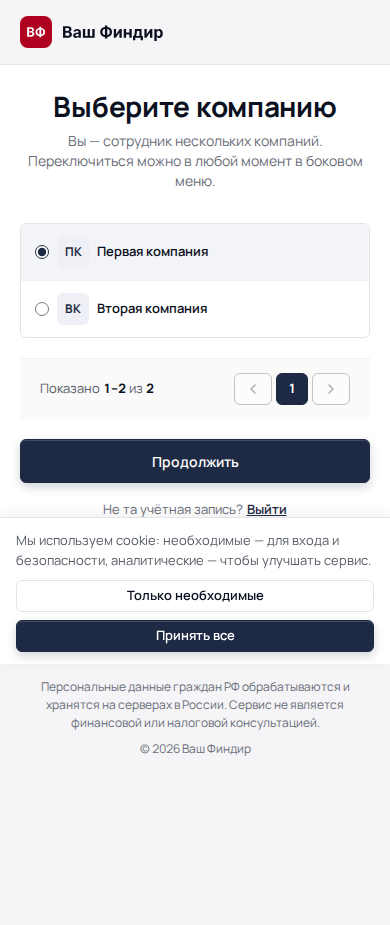 ВФ Ваш Финдир
Выберите компанию
Вы — сотрудник нескольких компаний.
Переключиться можно в любой момент в боковом
меню.
ПК Первая компания
ВК Вторая компания
Показано 1–2 из 2
1
Продолжить
Не та учётная запись? Выйти
Мы используем cookie: необходимые — для входа и
безопасности, аналитические — чтобы улучшать сервис.
Только необходимые
Принять все
Персональные данные граждан РФ обрабатываются и
хранятся на серверах в России. Сервис не является
финансовой или налоговой консультацией.
© 2026 Ваш Финдир